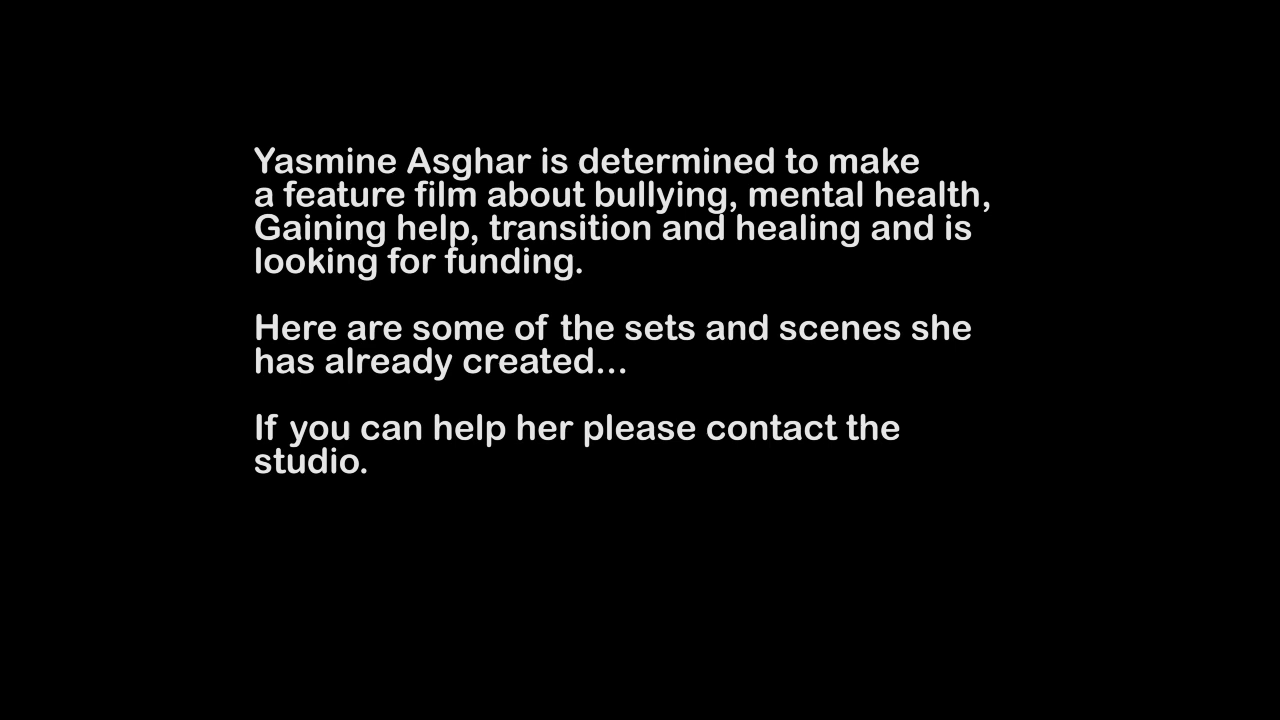 Yasmine Asghar is determined to make
a feature film about bullying, mental health,
Gaining help, transition and healing and is
looking for funding.
Here are some of the sets and scenes she
has already created...
If you can help her please contact the
studio.